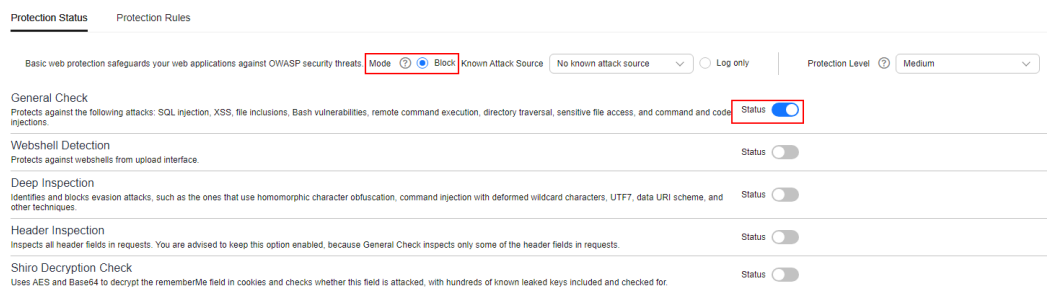 Protection Status Protection Rules
Basic web protection safeguards your web applications against OWASP security threats. Mode ? Block Known Attack Source No known attack source Log only Protection Level ? Medium
General Check
Protects against the following attacks: SQL injection, XSS, file inclusions, Bash vulnerabilities, remote command execution, directory traversal, sensitive file access, and command and code Status
injections.
Webshell Detection
Protects against webshells from upload interface. Status
Deep Inspection
Identifies and blocks evasion attacks, such as the ones that use homomorphic character obfuscation, command injection with deformed wildcard characters, UTF7, data URI scheme, and Status
other techniques.
Header Inspection
Inspects all header fields in requests. You are advised to keep this option enabled, because General Check inspects only some of the header fields in requests. Status
Shiro Decryption Check
Uses AES and Base64 to decrypt the rememberMe field in cookies and checks whether this field is attacked, with hundreds of known leaked keys included and checked for. Status